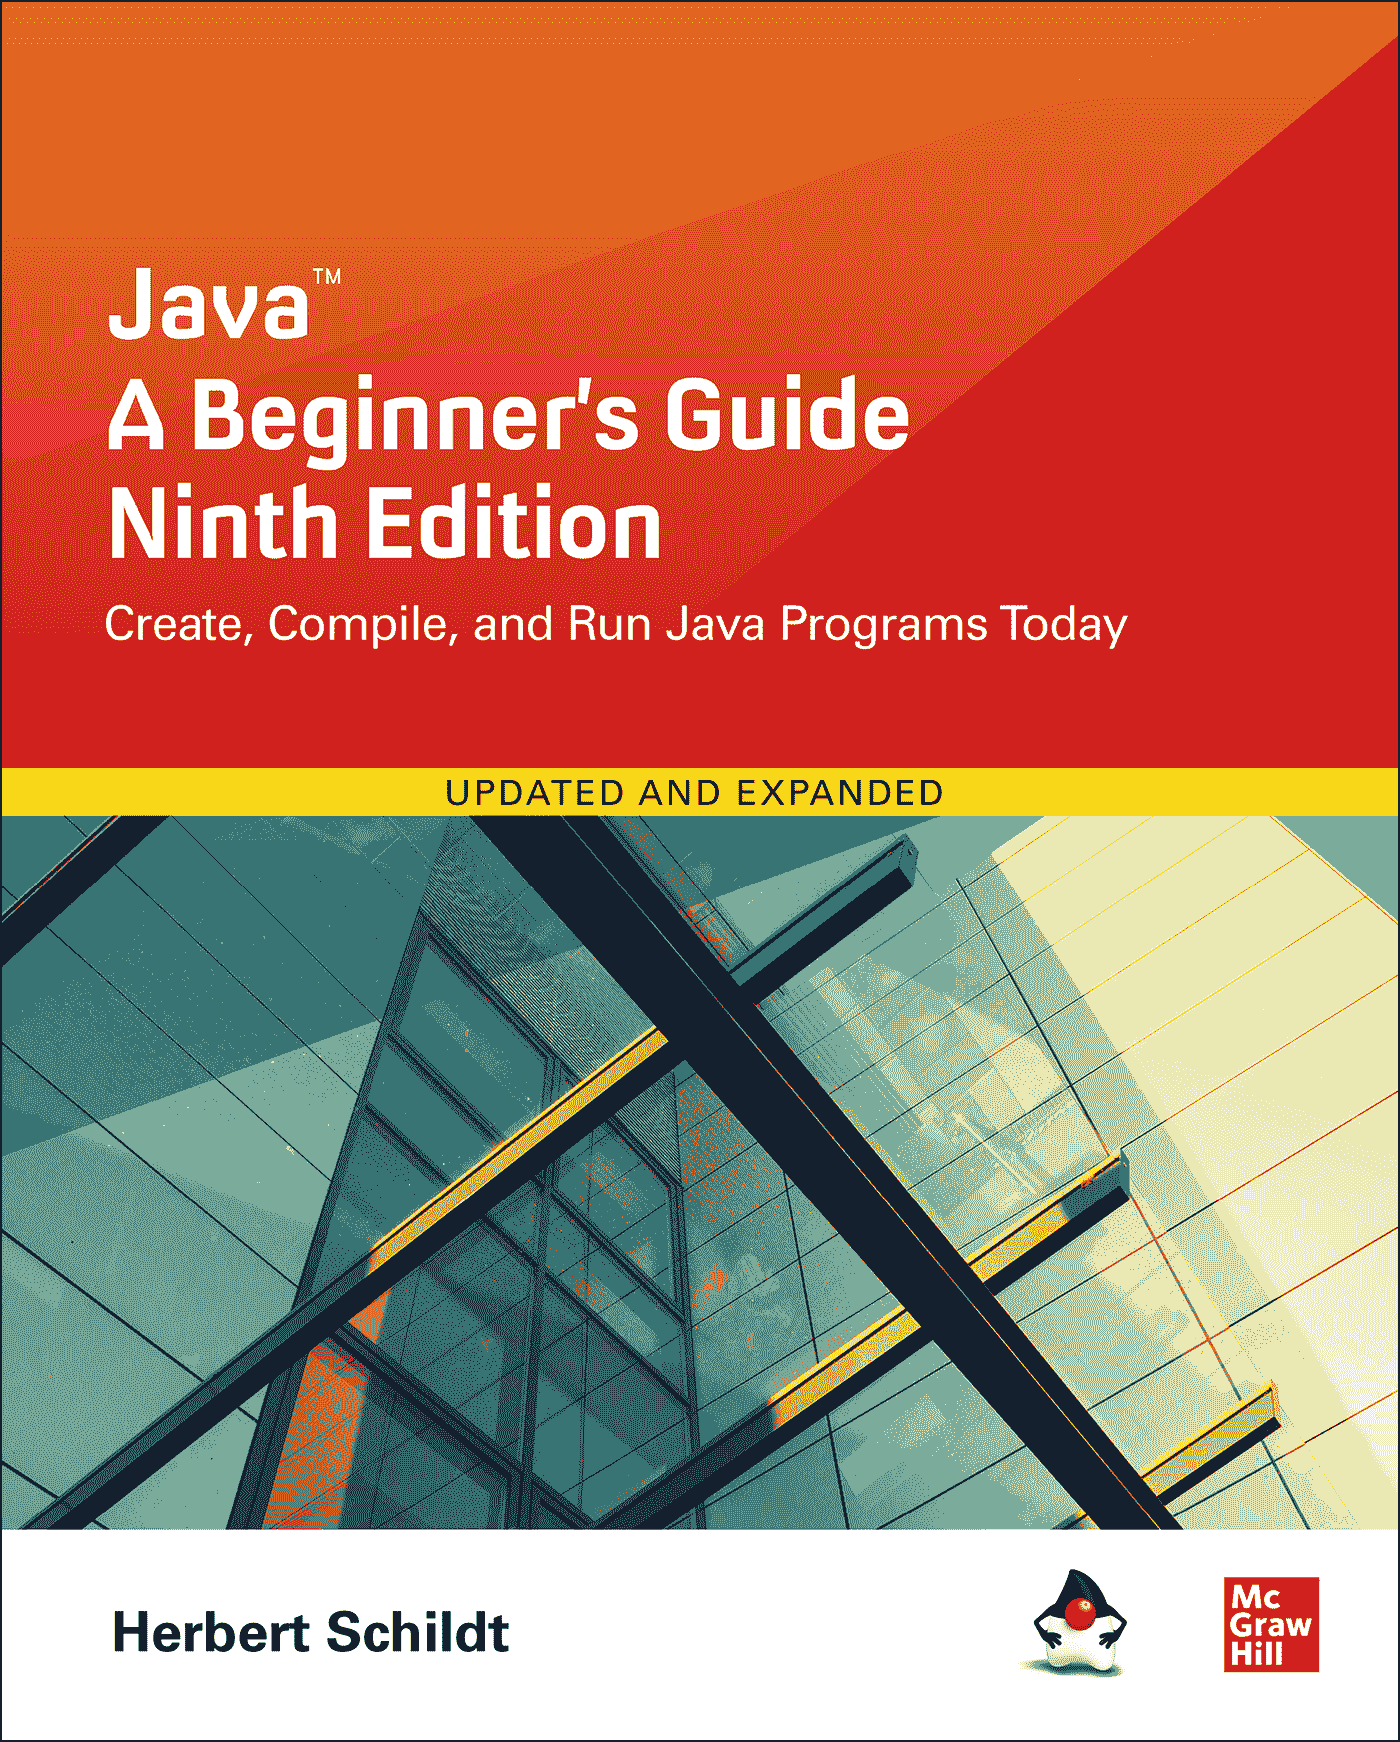 Java™
A Beginner's Guide
Ninth Edition
Create, Compile, and Run Java Programs Today
UPDATED AND EXPANDED
Herbert Schildt
Mc
Graw
Hill